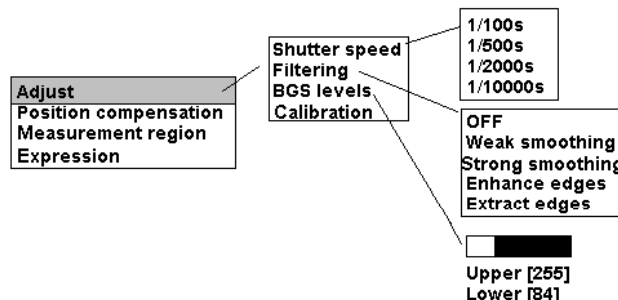 Adjust
Position compensation
Measurement region
Expression
Shutter speed
Filtering
BGS levels
Calibration
1/100s
1/500s
1/2000s
1/10000s
OFF
Weak smoothing
Strong smoothing
Enhance edges
Extract edges
Upper [255]
Lower [84]